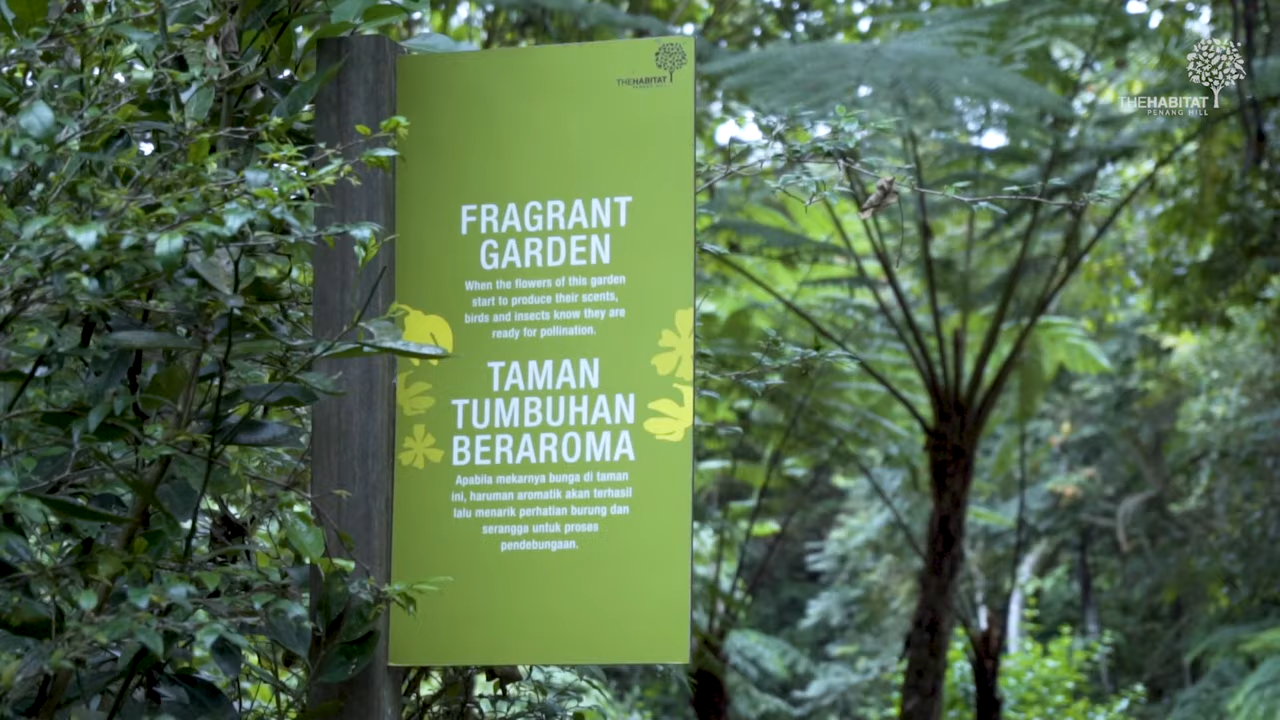 THEHABITAT
PENANG HILL
THEHABITAT
PENANG HILL
FRAGRANT
GARDEN
When the flowers of this garden
start to produce their scents,
birds and insects know they are
ready for pollination.
TAMAN
TUMBUHAN
BERAROMA
Apabila mekarnya bunga di taman
ini, haruman aromatik akan terhasil
lalu menarik perhatian burung dan
serangga untuk proses
pendebungaan.